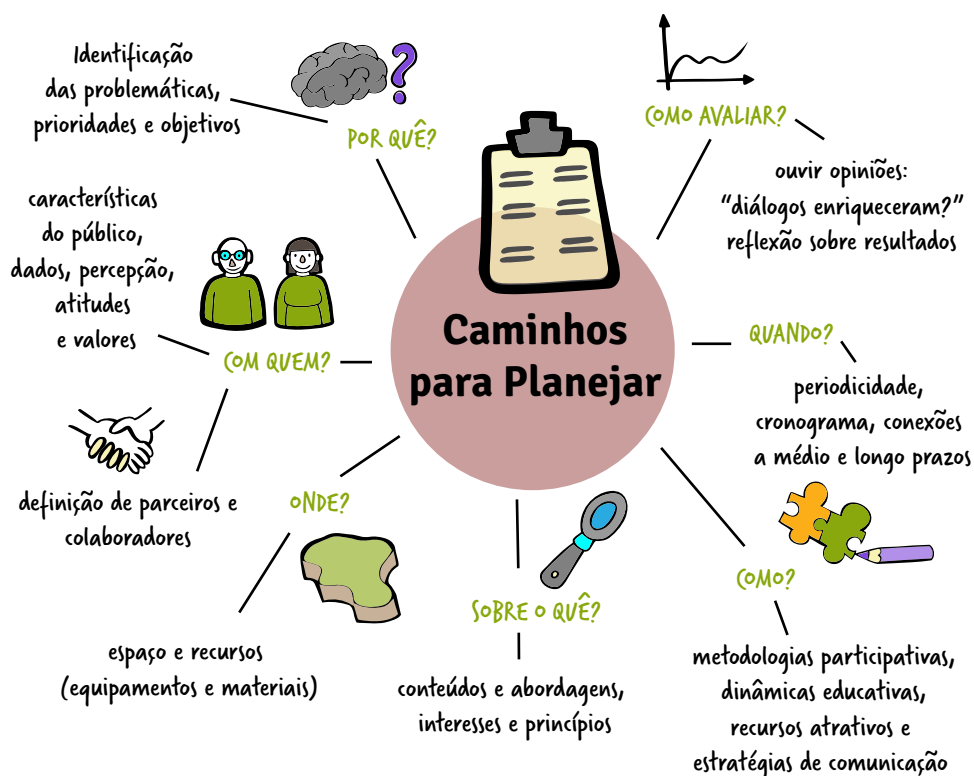 Caminhos
para Planejar
POR QUÊ?
Identificação
das problemáticas,
prioridades e objetivos
COM QUEM?
características
do público,
dados, percepção,
atitudes
e valores
definição de parceiros e
colaboradores
ONDE?
espaço e recursos
(equipamentos e materiais)
SOBRE O QUÊ?
conteúdos e abordagens,
interesses e princípios
COMO?
metodologias participativas,
dinâmicas educativas,
recursos atrativos e
estratégias de comunicação
QUANDO?
periodicidade,
cronograma, conexões
a médio e longo prazos
COMO AVALIAR?
ouvir opiniões:
“diálogos enriqueceram?”
reflexão sobre resultados